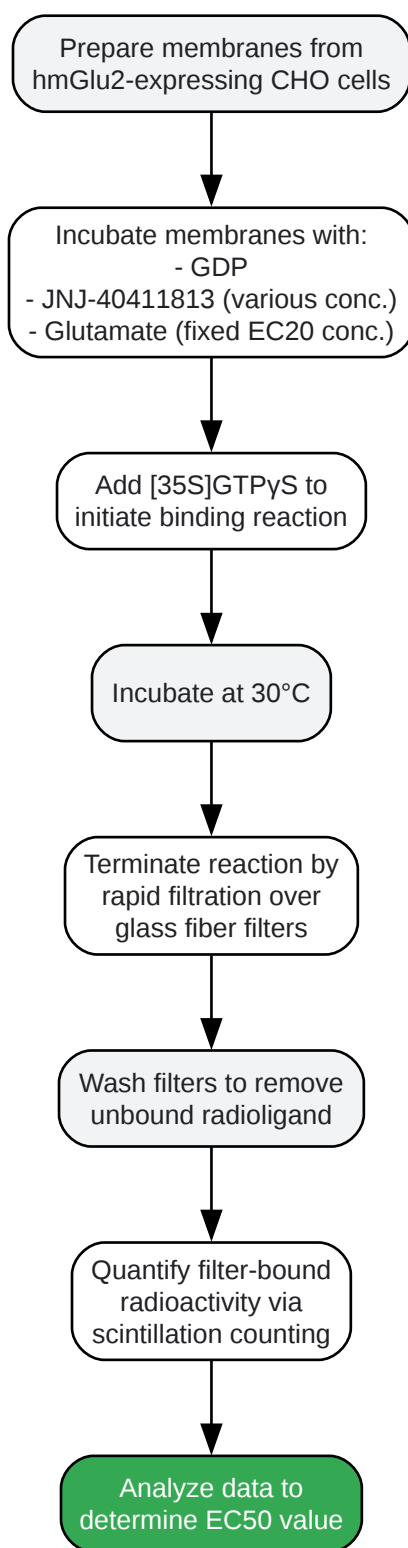 Prepare membranes from
hmGlu2-expressing CHO cells
Incubate membranes with:
- GDP
- JNJ-40411813 (various conc.)
- Glutamate (fixed EC20 conc.)
Add [35S]GTPγS to
initiate binding reaction
Incubate at 30°C
Terminate reaction by
rapid filtration over
glass fiber filters
Wash filters to remove
unbound radioligand
Quantify filter-bound
radioactivity via
scintillation counting
Analyze data to
determine EC50 value